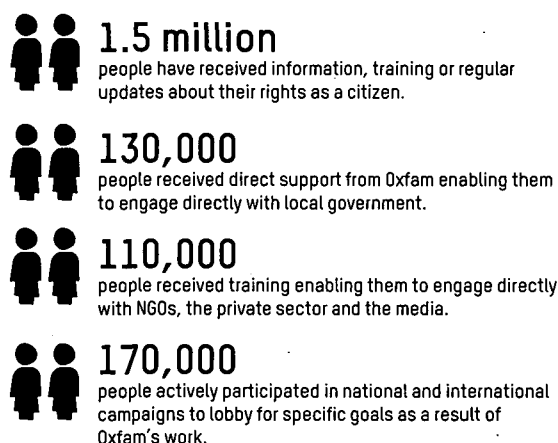 1.5 million
people have received information, training or regular
updates about their rights as a citizen.
130,000
people received direct support from Oxfam enabling them
to engage directly with local government.
110,000
people received training enabling them to engage directly
with NGOs, the private sector and the media.
170,000
people actively participated in national and international
campaigns to lobby for specific goals as a result of
Oxfam's work.